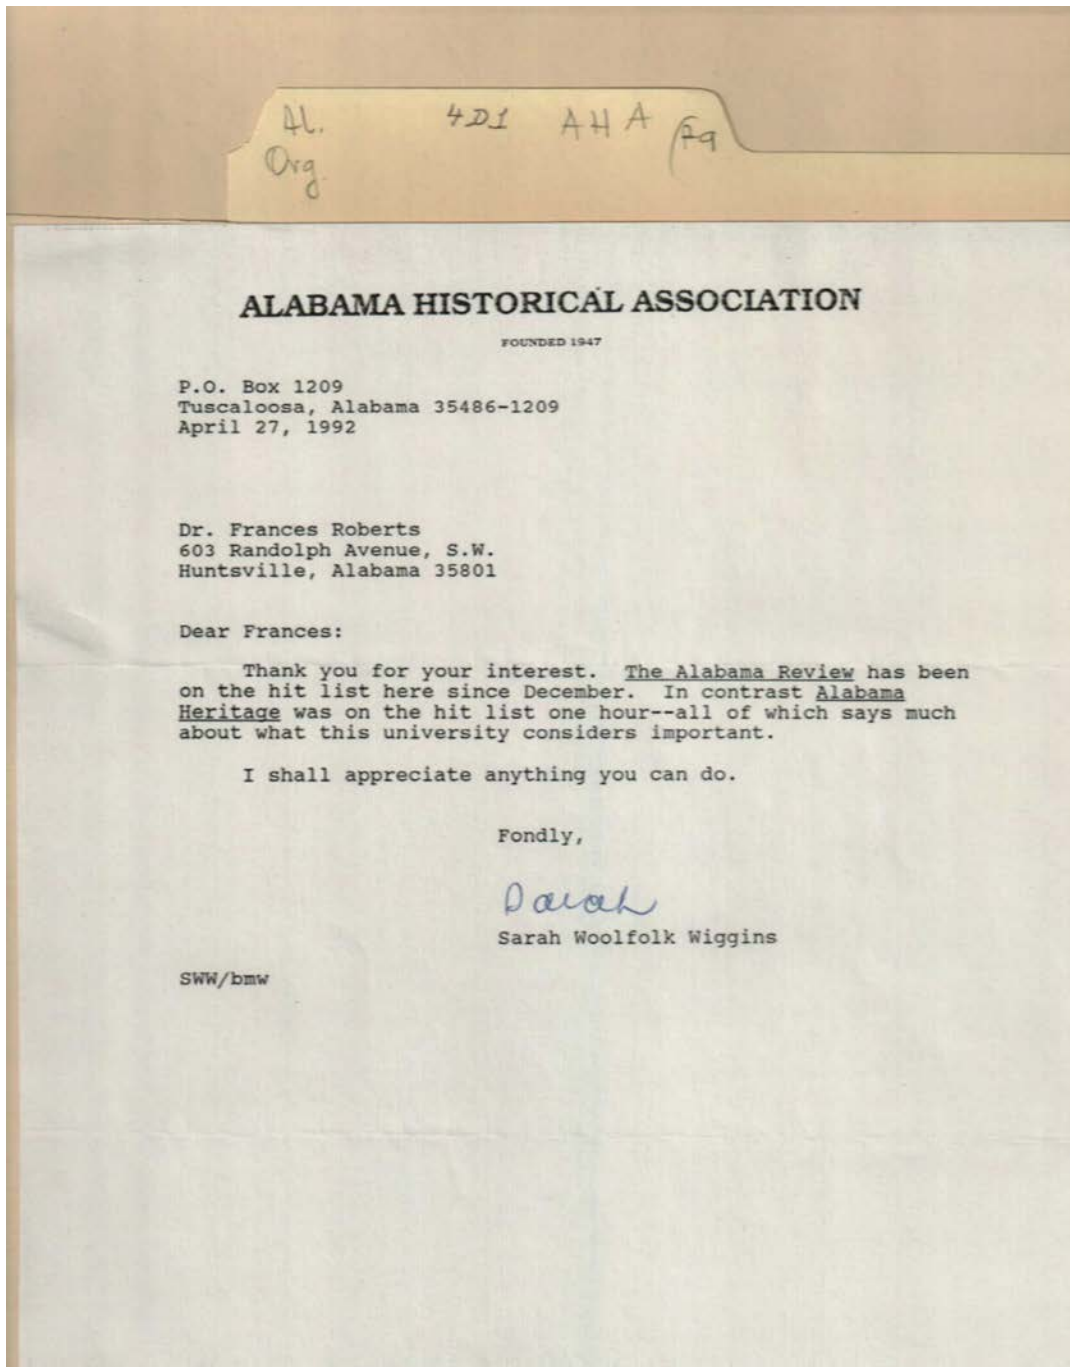 AL. 4D1 AHA
Org.
ALABAMA HISTORICAL ASSOCIATION
FOUNDED 1947
P.O. Box 1209
Tuscaloosa, Alabama 35486-1209
April 27, 1992
Dr. Frances Roberts
603 Randolph Avenue, S.W.
Huntsville, Alabama 35801
Dear Frances:
Thank you for your interest. The Alabama Review has been
on the hit list here since December. In contrast Alabama
Heritage was on the hit list one hour--all of which says much
about what this university considers important.
I shall appreciate anything you can do.
Fondly,
Sarah
Sarah Woolfolk Wiggins
SWW/bmw